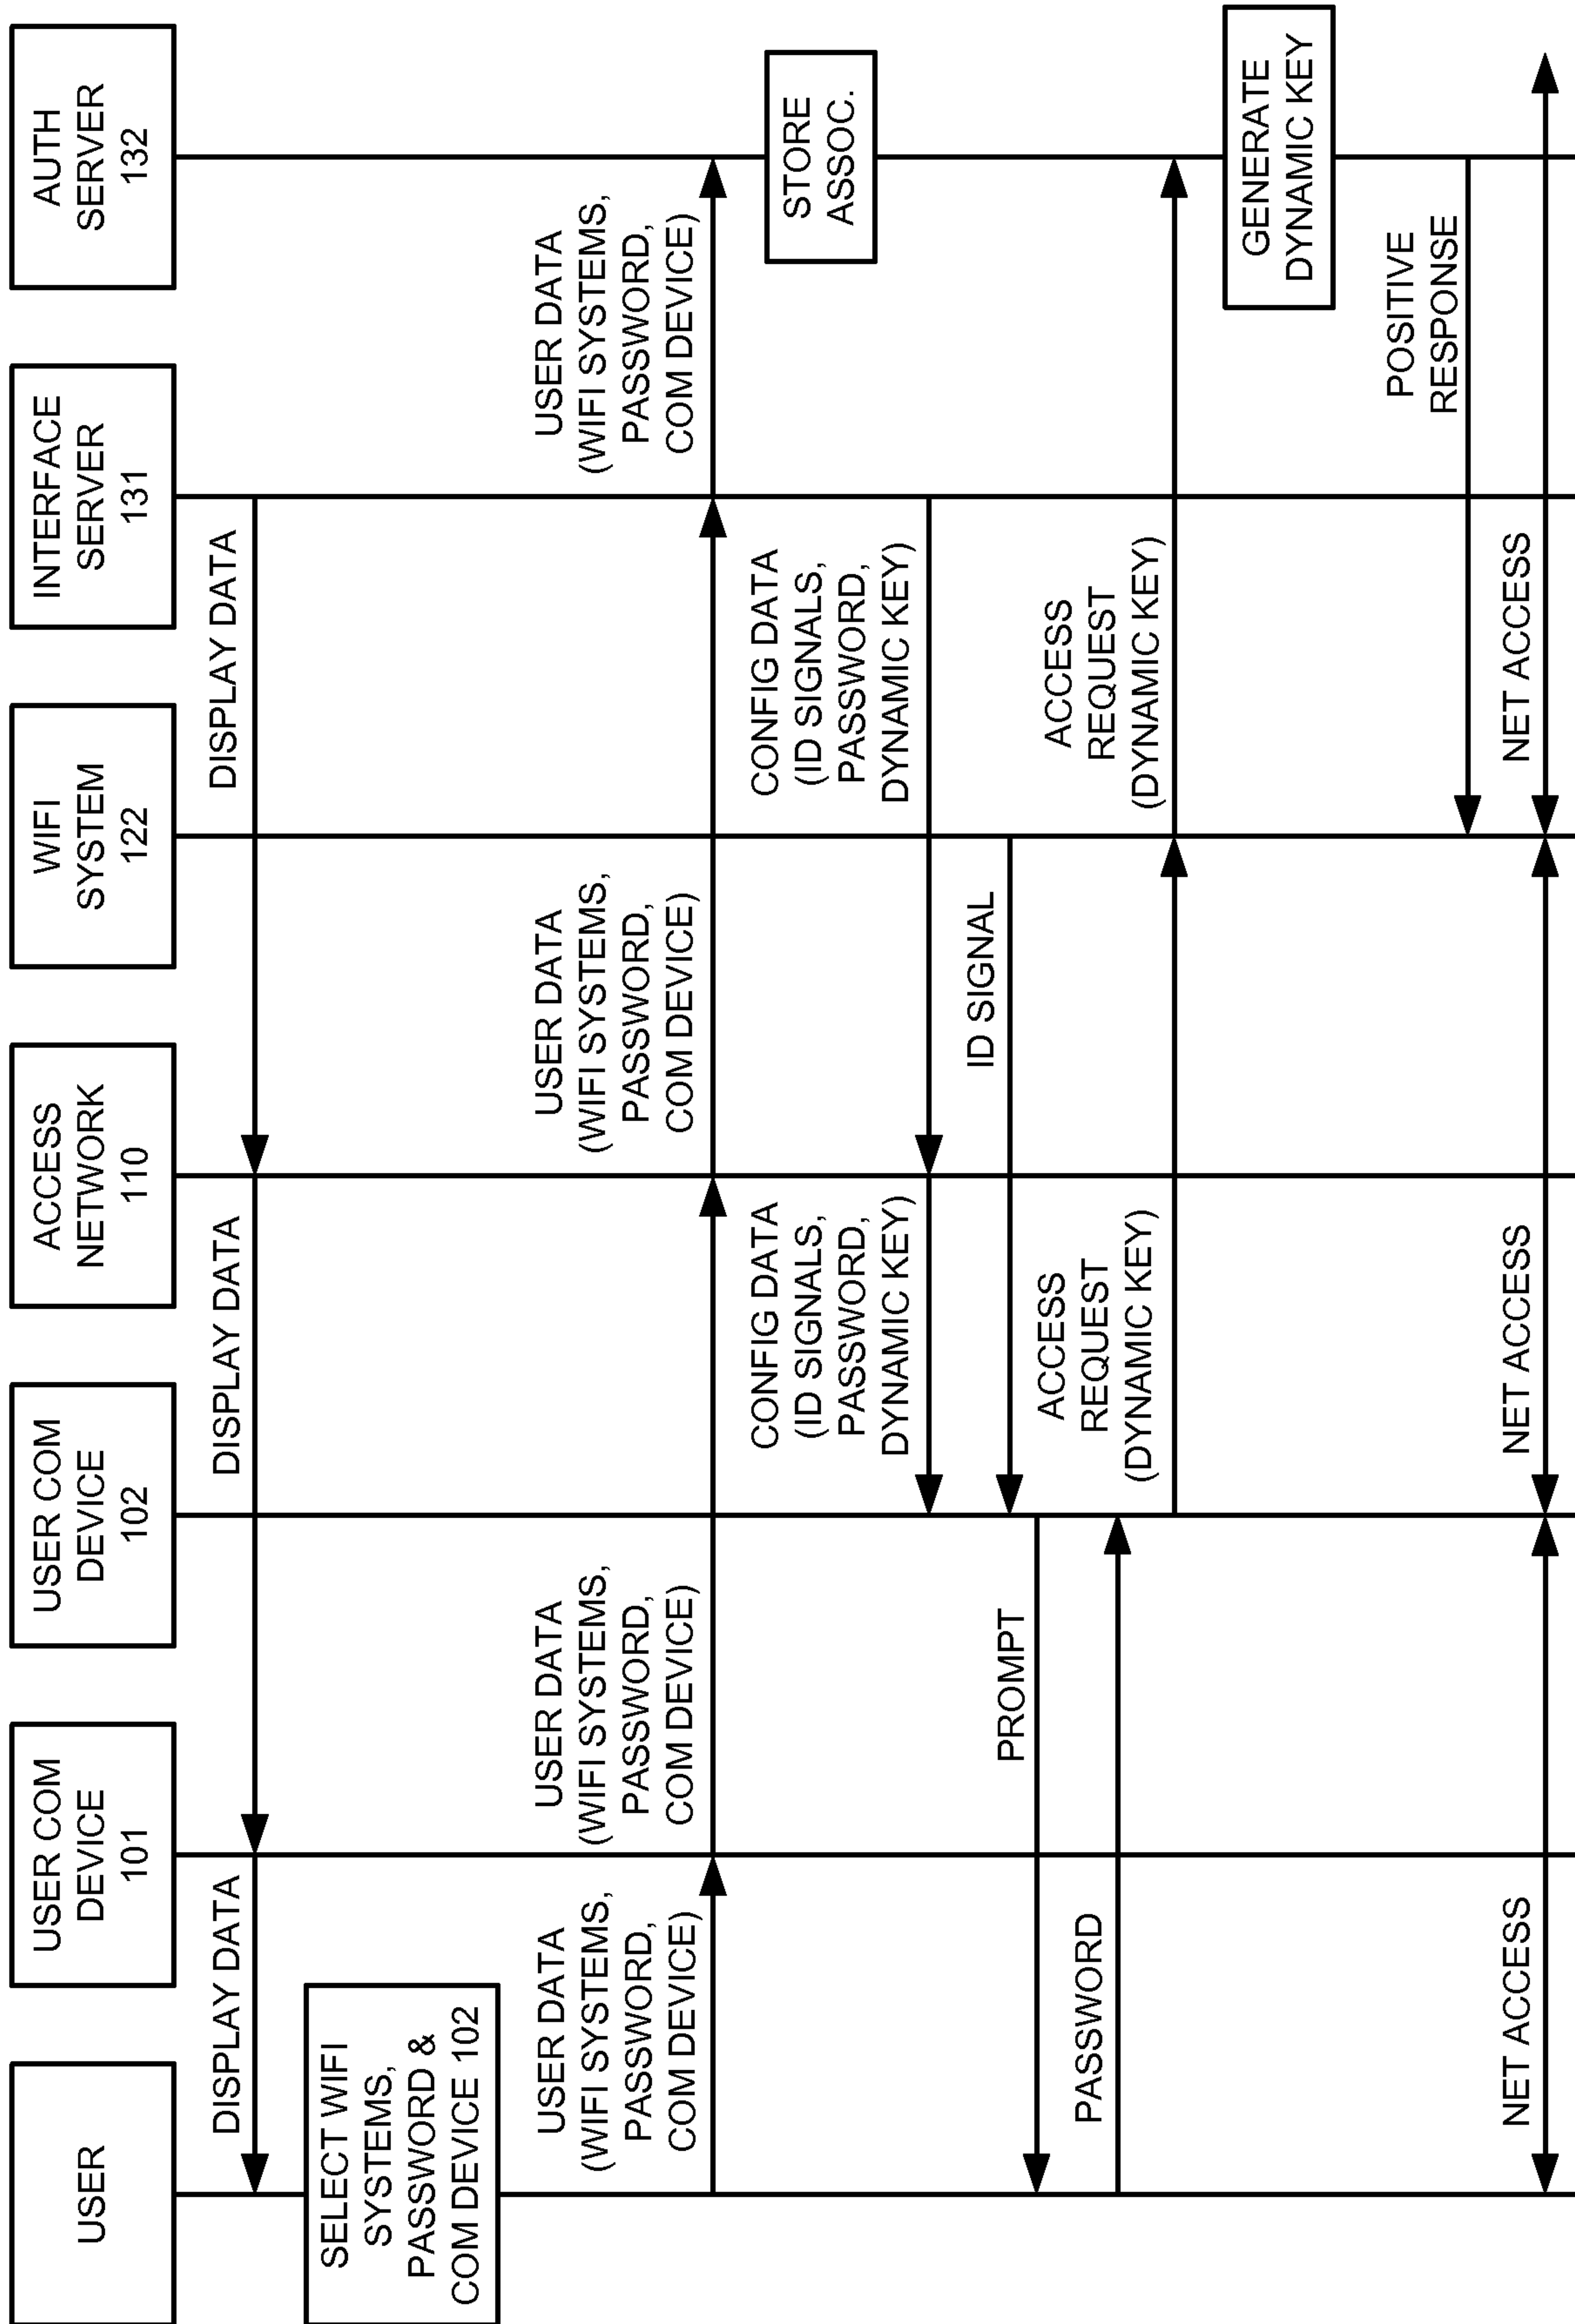 USER
USER COM
DEVICE
101
USER COM
DEVICE
102
ACCESS
NETWORK
110
WIFI
SYSTEM
122
INTERFACE
SERVER
131
AUTH
SERVER
132
DISPLAY DATA
DISPLAY DATA
DISPLAY DATA
SELECT WIFI
SYSTEMS,
PASSWORD &
COM DEVICE 102
USER DATA
(WIFI SYSTEMS,
PASSWORD,
COM DEVICE)
USER DATA
(WIFI SYSTEMS,
PASSWORD,
COM DEVICE)
USER DATA
(WIFI SYSTEMS,
PASSWORD,
COM DEVICE)
USER DATA
(WIFI SYSTEMS,
PASSWORD,
COM DEVICE)
STORE
ASSOC.
CONFIG DATA
(ID SIGNALS,
PASSWORD,
DYNAMIC KEY)
CONFIG DATA
(ID SIGNALS,
PASSWORD,
DYNAMIC KEY)
ID SIGNAL
PROMPT
PASSWORD
ACCESS
REQUEST
(DYNAMIC KEY)
ACCESS
REQUEST
(DYNAMIC KEY)
GENERATE
DYNAMIC KEY
POSITIVE
RESPONSE
NET ACCESS
NET ACCESS
NET ACCESS